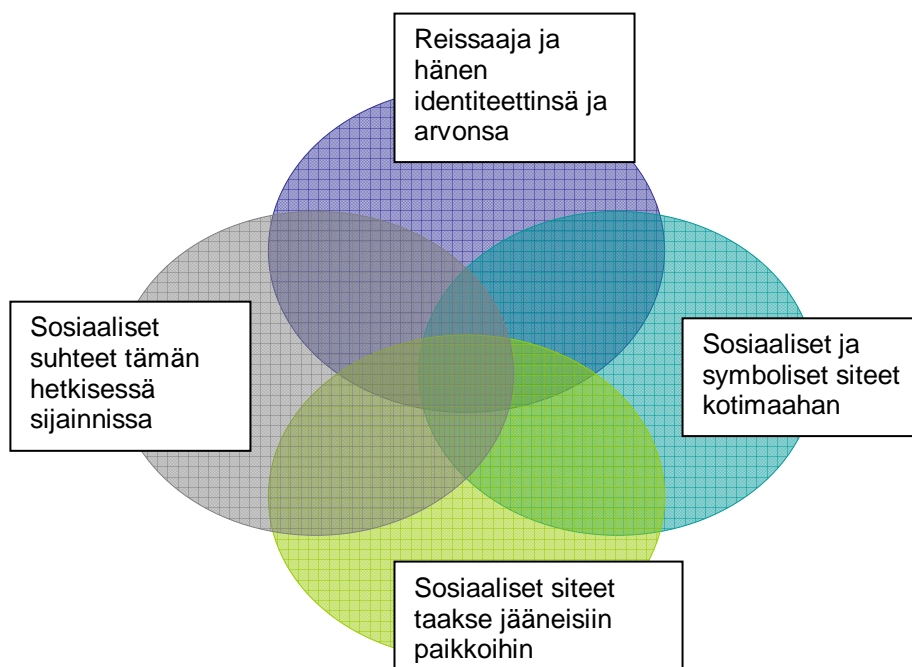 Reissaaja ja
hänen
identiteettinsä ja
arvonsa
Sosiaaliset
suhteet tämän
hetkisessä
sijainnissa
Sosiaaliset ja
symboliset siteet
kotimaahan
Sosiaaliset siteet
taakse jääneisiin
paikkoihin